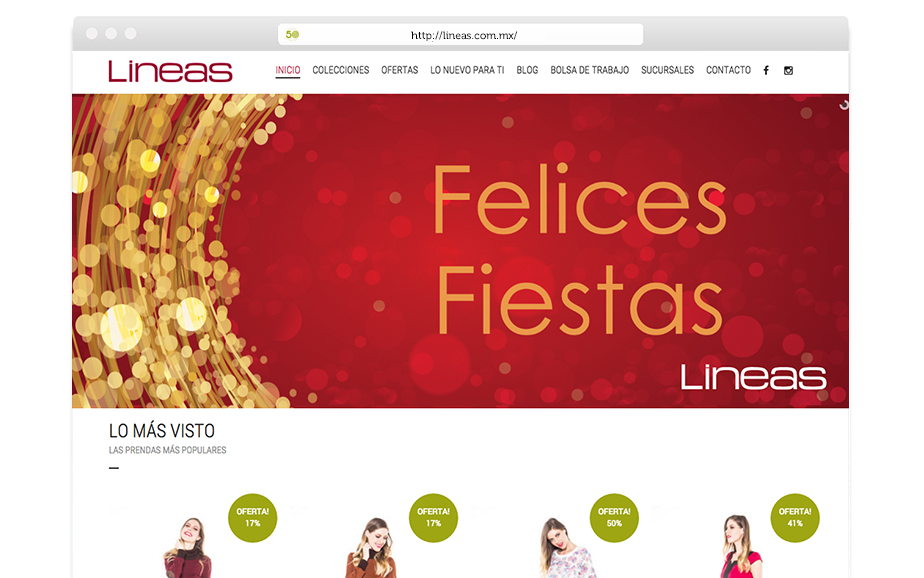 5@
http://lineas.com.mx/
Lineas
INICIO COLECCIONES OFERTAS LO NUEVO PARA TI BLOG BOLSA DE TRABAJO SUCURSALES CONTACTO
Felices
Fiestas
Lineas
LO MÁS VISTO
LAS PRENDAS MÁS POPULARES
OFERTA! 17%
OFERTA! 17%
OFERTA! 50%
OFERTA! 41%